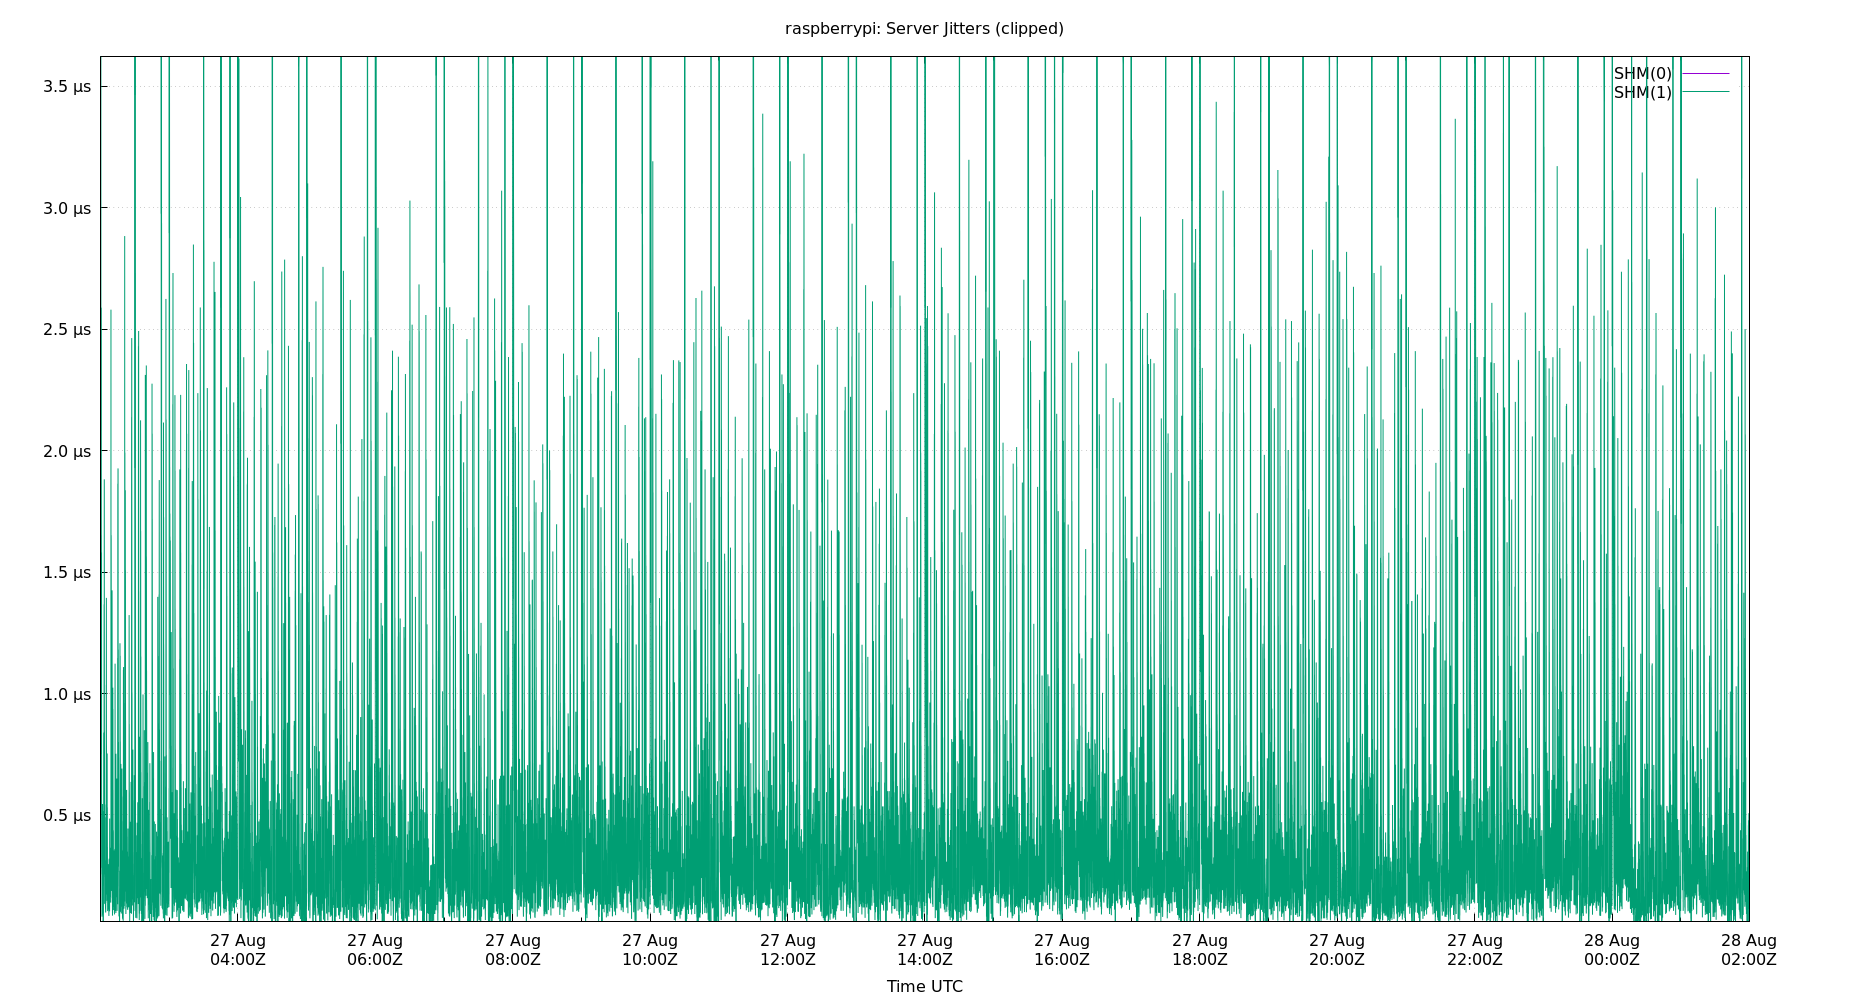 raspberrypi: Server Jitters (clipped)
SHM(0)
SHM(1)
3.5 µs
3.0 µs
2.5 µs
2.0 µs
1.5 µs
1.0 µs
0.5 µs
27 Aug 27 Aug 27 Aug 27 Aug 27 Aug 27 Aug 27 Aug 27 Aug 27 Aug 27 Aug 28 Aug 28 Aug
04:00Z 06:00Z 08:00Z 10:00Z 12:00Z 14:00Z 16:00Z 18:00Z 20:00Z 22:00Z 00:00Z 02:00Z
Time UTC